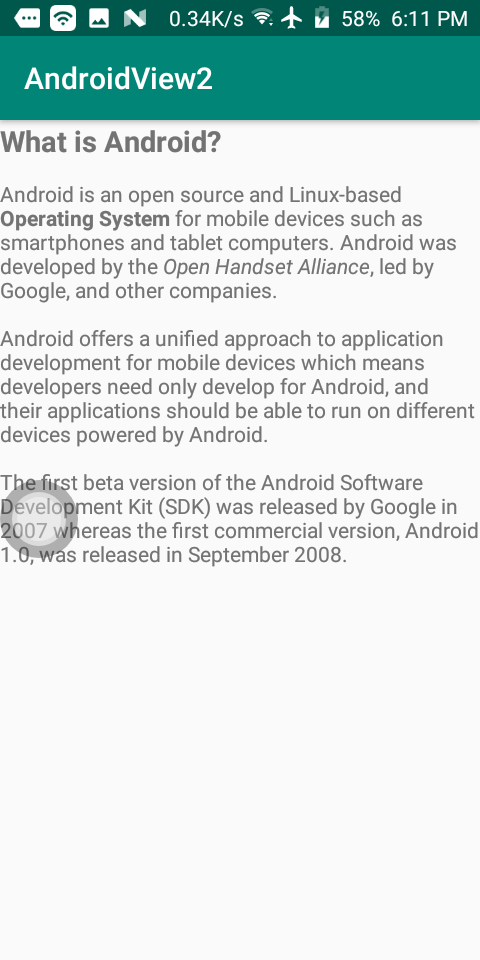 0.34K/s 58% 6:11 PM
AndroidView2
What is Android?
Android is an open source and Linux-based
Operating System for mobile devices such as
smartphones and tablet computers. Android was
developed by the Open Handset Alliance, led by
Google, and other companies.
Android offers a unified approach to application
development for mobile devices which means
developers need only develop for Android, and
their applications should be able to run on different
devices powered by Android.
The first beta version of the Android Software
Development Kit (SDK) was released by Google in
2007 whereas the first commercial version, Android
1.0, was released in September 2008.